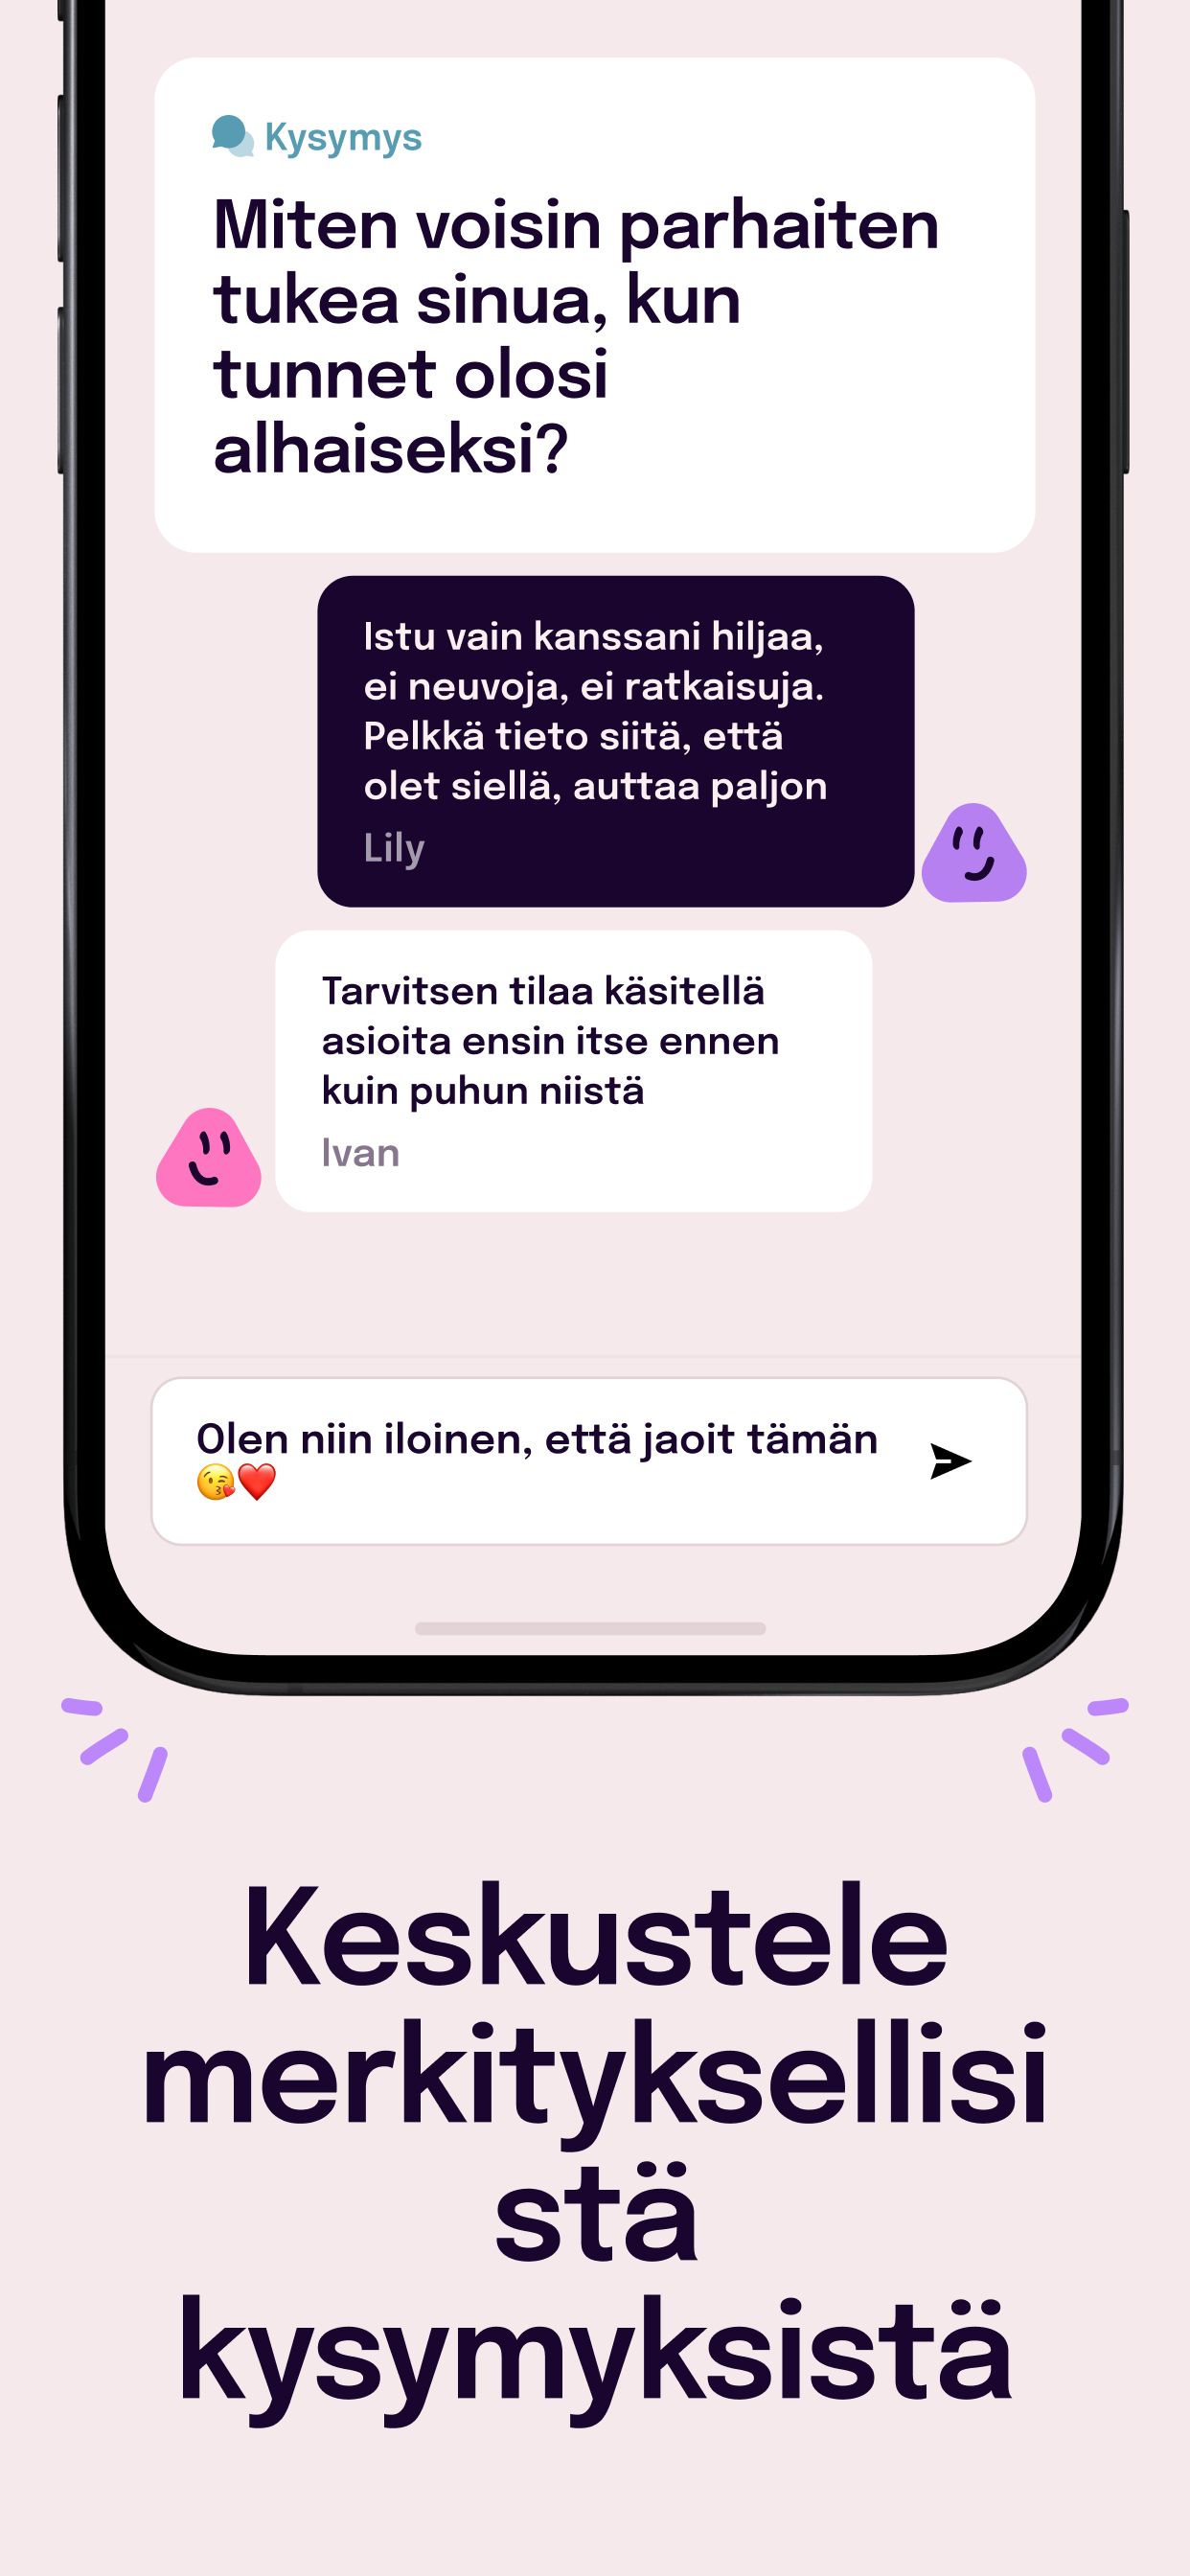 Kysymys
Miten voisin parhaiten
tukea sinua, kun
tunnet olosi
alhaiseksi?
Istu vain kanssani hiljaa,
ei neuvoja, ei ratkaisuja.
Pelkkä tieto siitä, että
olet siellä, auttaa paljon
Lily
Tarvitsen tilaa käsitellä
asioita ensin itse ennen
kuin puhun niistä
Ivan
Olen niin iloinen, että jaoit tämän
😘❤️
Keskustele
merkityksellisi
stä
kysymyksistä